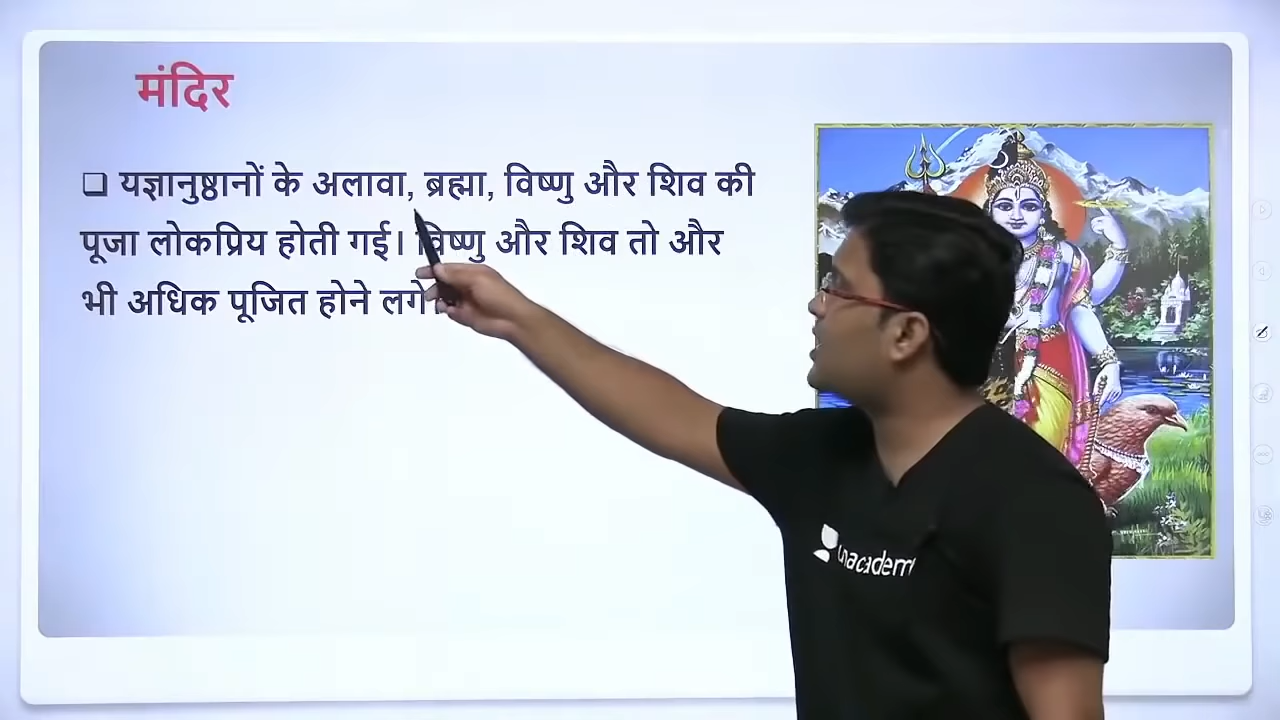 मंदिर
❑ यज्ञानुष्ठानों के अलावा, ब्रह्मा, विष्णु और शिव की
पूजा लोकप्रिय होती गई। विष्णु और शिव तो और
भी अधिक पूजित होने लगे।
unacademy